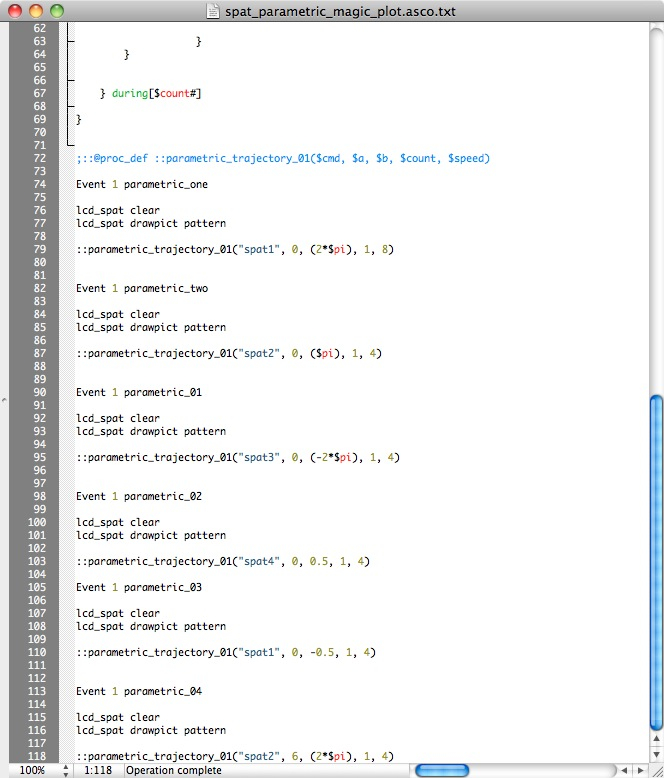 spat_parametric_magic_plot.asco.txt
62
63 }
64 }
65
66
67 } during[$count#]
68
69 }
70
71
72 ;::@proc_def ::parametric_trajectory_01($cmd, $a, $b, $count, $speed)
73
74 Event 1 parametric_one
75
76 lcd_spat clear
77 lcd_spat drawpict pattern
78
79 ::parametric_trajectory_01("spat1", 0, (2*$pi), 1, 8)
80
81
82 Event 1 parametric_two
83
84 lcd_spat clear
85 lcd_spat drawpict pattern
86
87 ::parametric_trajectory_01("spat2", 0, ($pi), 1, 4)
88
89
90 Event 1 parametric_01
91
92 lcd_spat clear
93 lcd_spat drawpict pattern
94
95 ::parametric_trajectory_01("spat3", 0, (-2*$pi), 1, 4)
96
97
98 Event 1 parametric_02
99
100 lcd_spat clear
101 lcd_spat drawpict pattern
102
103 ::parametric_trajectory_01("spat4", 0, 0.5, 1, 4)
104
105 Event 1 parametric_03
106
107 lcd_spat clear
108 lcd_spat drawpict pattern
109
110 ::parametric_trajectory_01("spat1", 0, -0.5, 1, 4)
111
112
113 Event 1 parametric_04
114
115 lcd_spat clear
116 lcd_spat drawpict pattern
117
118 ::parametric_trajectory_01("spat2", 6, (2*$pi), 1, 4)
100% 1:118 Operation complete